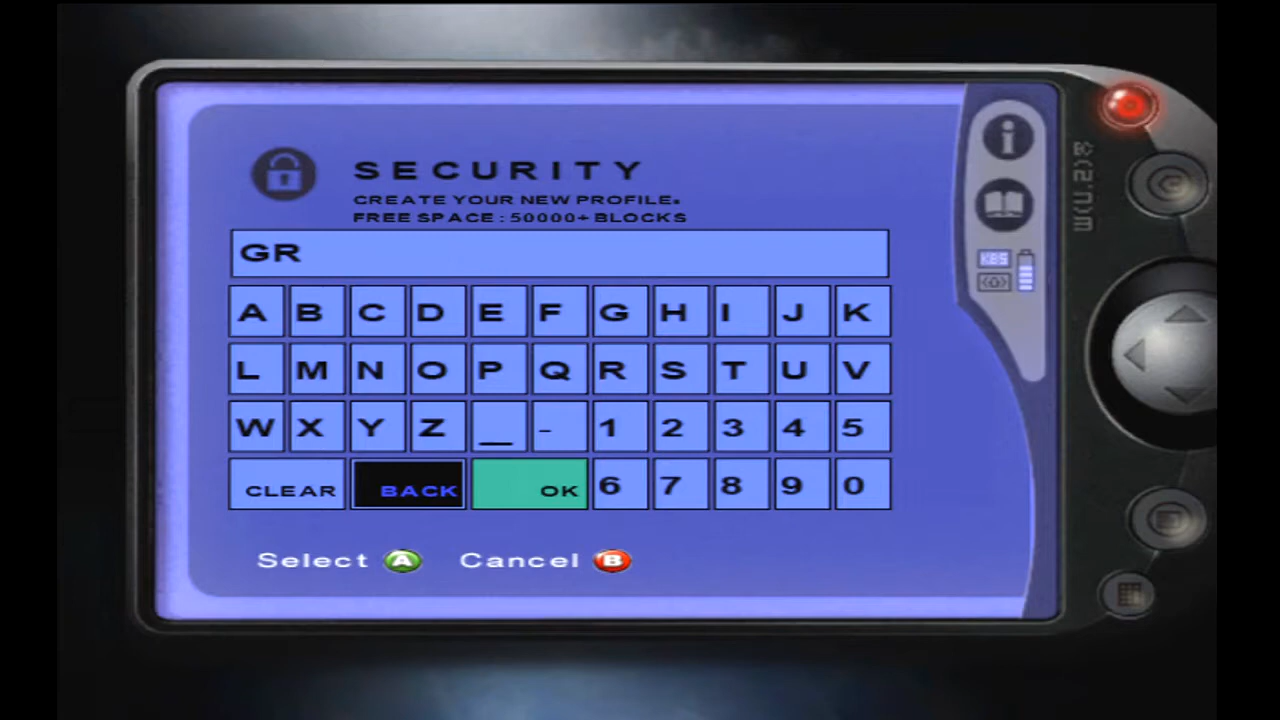 SECURITY
CREATE YOUR NEW PROFILE.
FREE SPACE : 50000+ BLOCKS
GR
A B C D E F G H I J K
L M N O P Q R S T U V
W X Y Z _ - 1 2 3 4 5
CLEAR BACK OK 6 7 8 9 0
Select A Cancel B